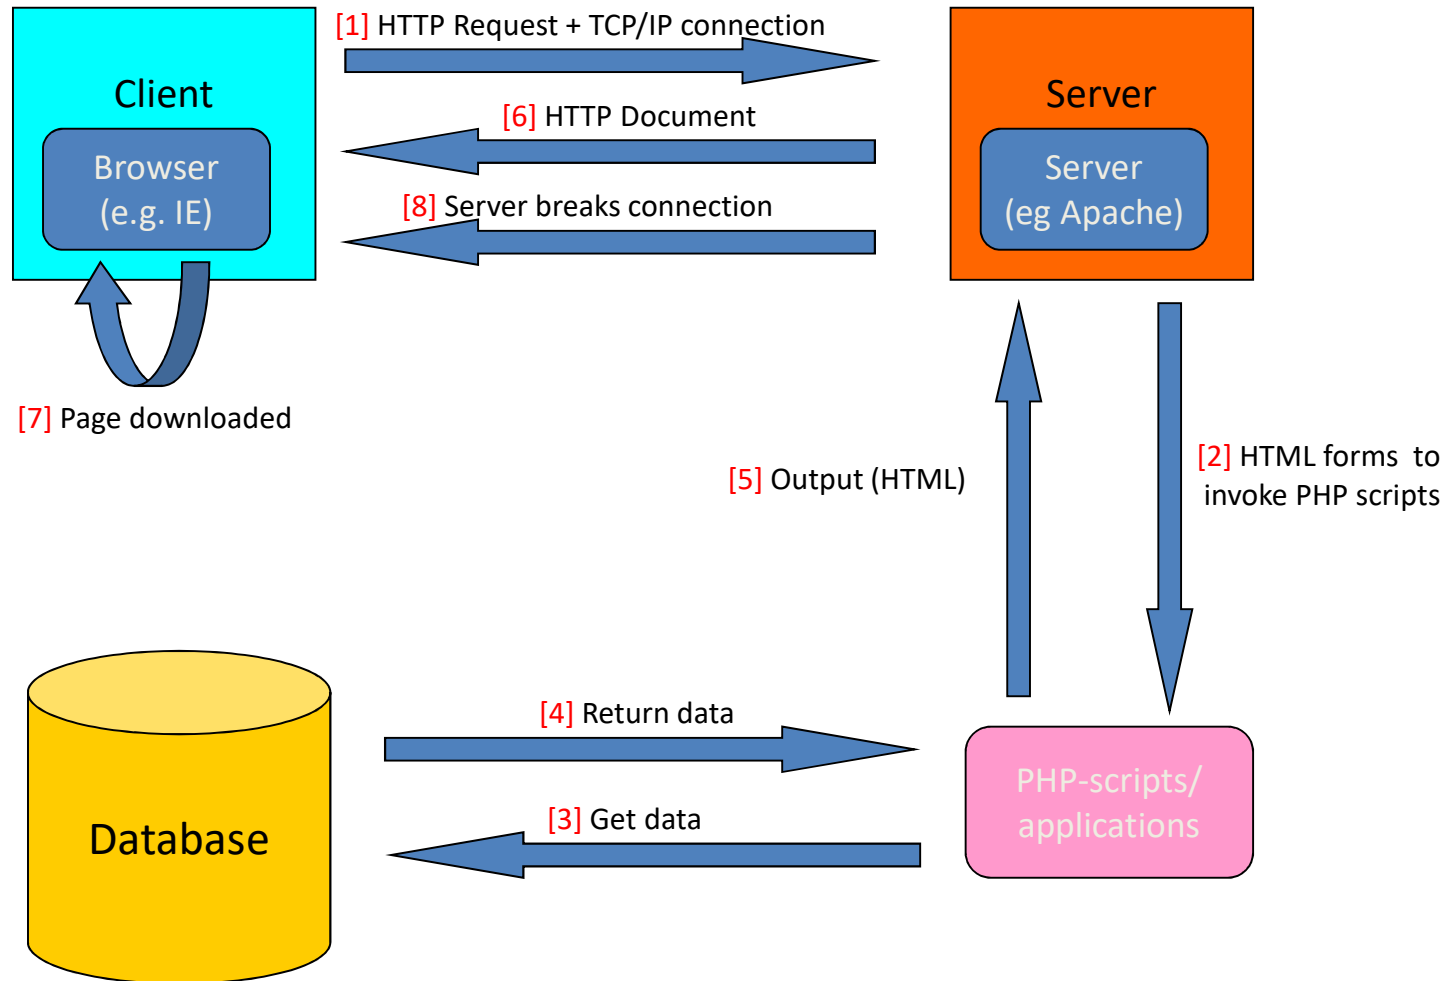 [1] HTTP Request + TCP/IP connection
Client
Server
[6] HTTP Document
Browser
(e.g. IE)
Server
(eg Apache)
[8] Server breaks connection
[7] Page downloaded
[5] Output (HTML)
[2] HTML forms to
invoke PHP scripts
[4] Return data
[3] Get data
Database
PHP-scripts/
applications